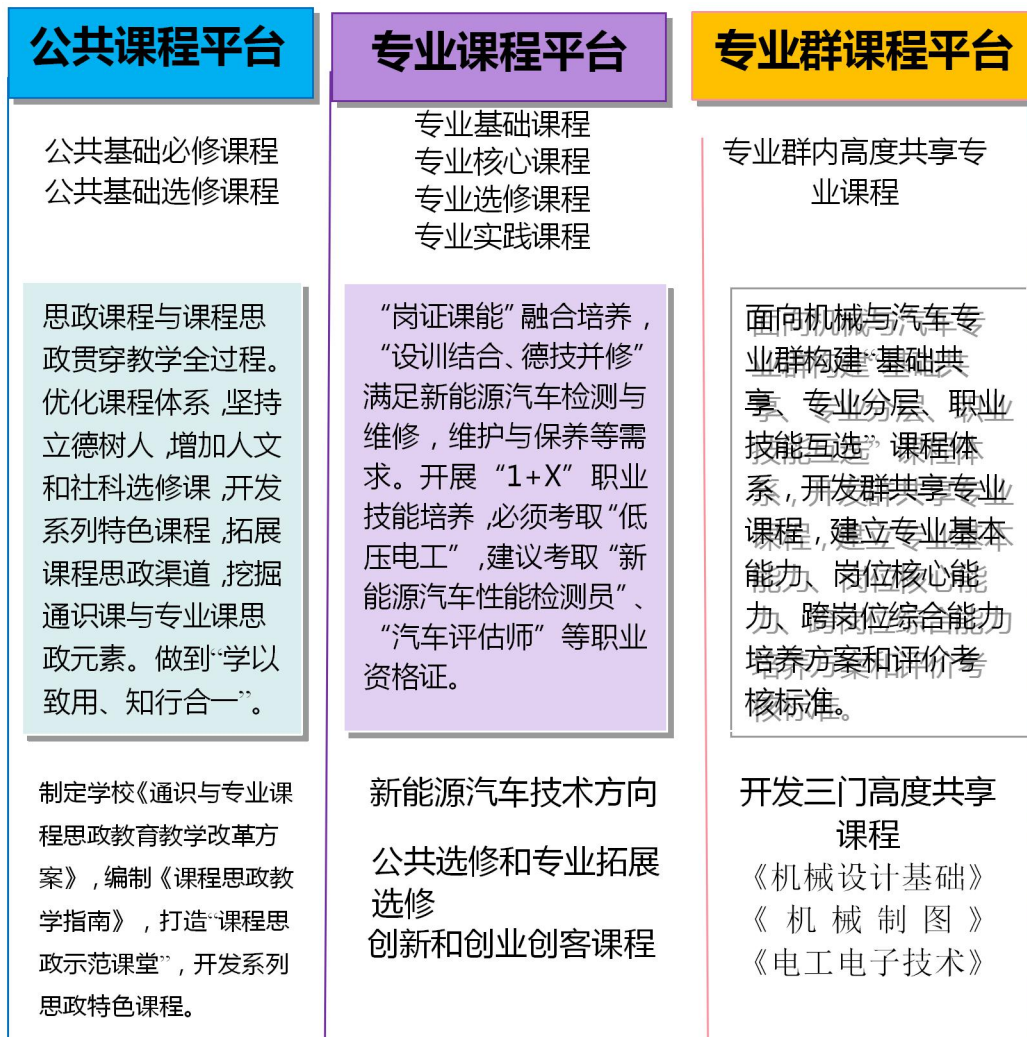 公共课程平台
公共基础必修课程
公共基础选修课程
思政课程与课程思
政贯穿教学全过程。
优化课程体系,坚持
立德树人,增加人文
和社科选修课,开发
系列特色课程,拓展
课程思政渠道,挖掘
通识课与专业课思
政元素。做到“学以
致用、知行合一”。
制定学校《通识与专业课
程思政教育教学改革方
案》,编制《课程思政教
学指南》,打造“课程思
政示范课堂”,开发系列
思政特色课程。
专业课程平台
专业基础课程
专业核心课程
专业选修课程
专业实践课程
“岗证课能”融合培养,
“设训结合、德技并修”
满足新能源汽车检测与
维修,维护与保养等需
求。开展“1+X”职业
技能培养,必须考取“低
压电工”,建议考取“新
能源汽车性能检测员”、
“汽车评估师”等职业
资格证。
新能源汽车技术方向
公共选修和专业拓展
选修
创新和创业创客课程
专业群课程平台
专业群内高度共享专
业课程
面向机械与汽车专
业群构建“基础共
享、专业分层、职业
技能互选”课程体
系,开发群共享专业
课程,建立专业基本
能力、岗位核心能
力、跨岗位综合能力
培养方案和评价考
核标准。
开发三门高度共享
课程
《机械设计基础》
《机械制图》
《电工电子技术》